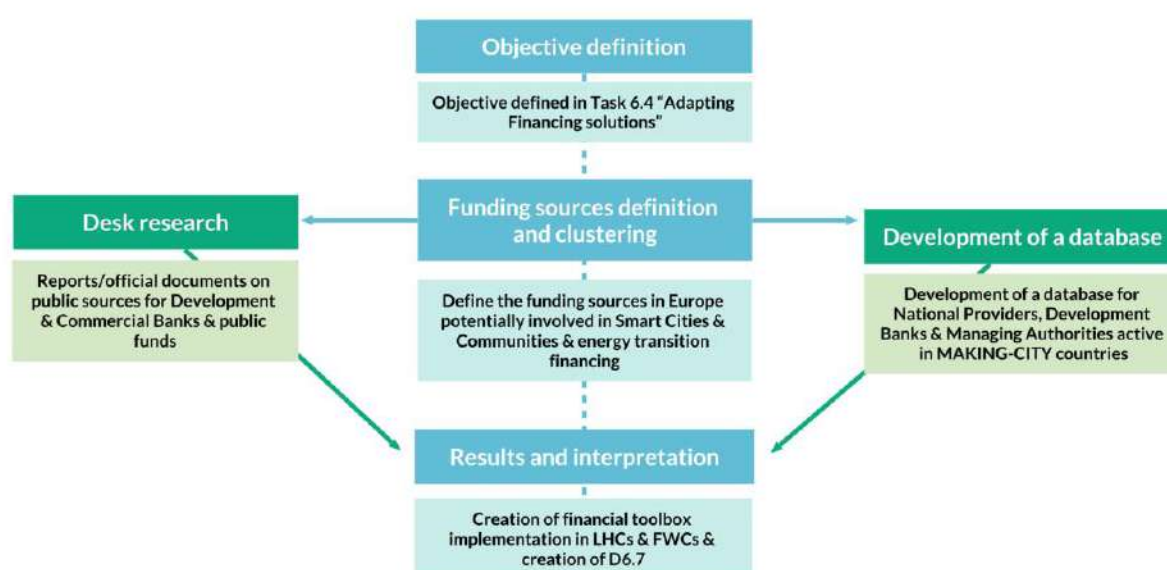 Objective definition
Objective defined in Task 6.4 “Adapting
Financing solutions”
Funding sources definition
and clustering
Define the funding sources in Europe
potentially involved in Smart Cities &
Communities & energy transition
financing
Desk research
Reports/official documents on
public sources for Development
& Commercial Banks & public
funds
Development of a database
Development of a database for
National Providers, Development
Banks & Managing Authorities active
in MAKING-CITY countries
Results and interpretation
Creation of financial toolbox
implementation in LHCs & FWCs &
creation of D6.7